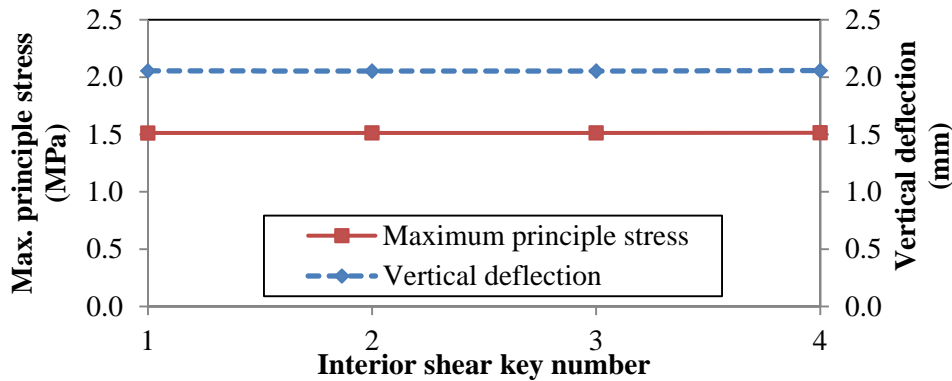 Max. principle stress
(MPa)
2.5
2.0
1.5
1.0
0.5
0.0
Maximum principle stress
Vertical deflection
2.5
2.0
1.5
1.0
0.5
0.0
Vertical deflection
(mm)
1
2
3
4
Interior shear key number